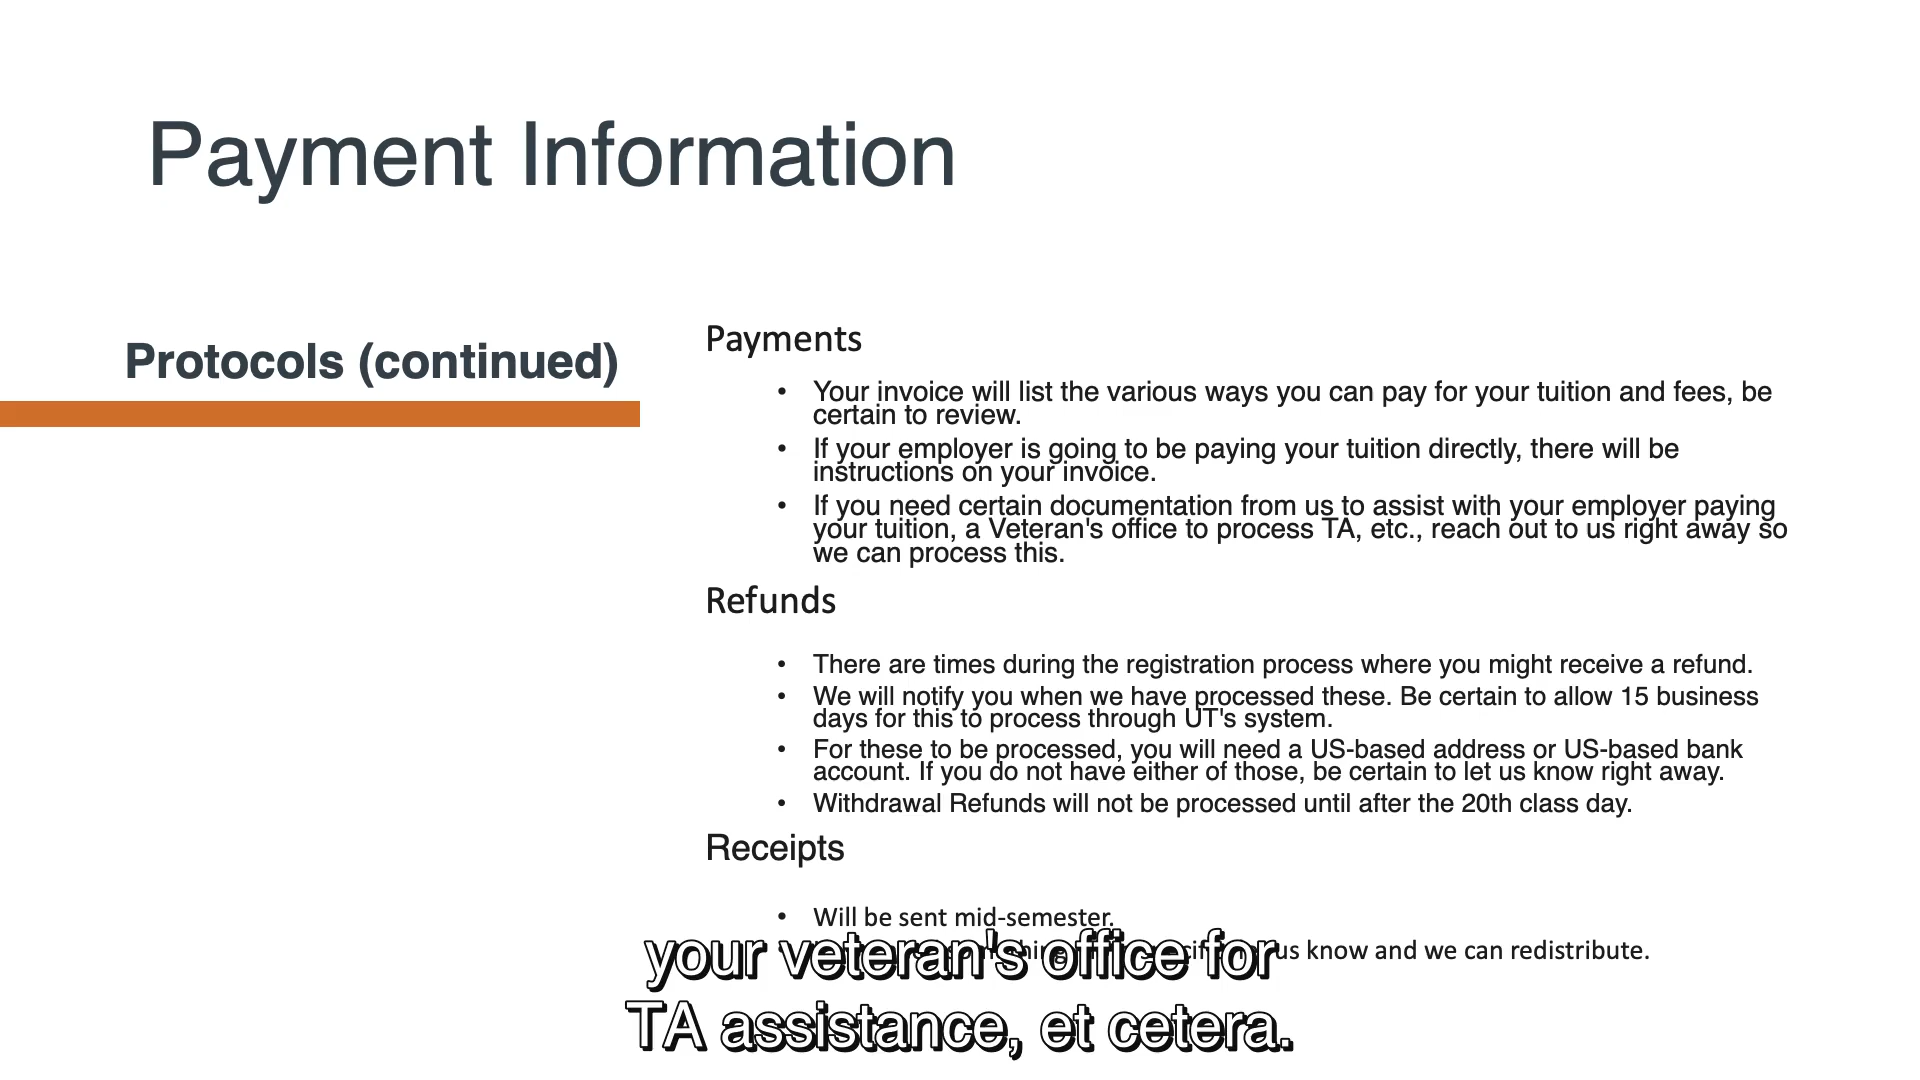 Payment Information
Protocols (continued)
Payments
• Your invoice will list the various ways you can pay for your tuition and fees, be
certain to review.
• If your employer is going to be paying your tuition directly, there will be
instructions on your invoice.
• If you need certain documentation from us to assist with your employer paying
your tuition, a Veteran's office to process TA, etc., reach out to us right away so
we can process this.
Refunds
• There are times during the registration process where you might receive a refund.
• We will notify you when we have processed these. Be certain to allow 15 business
days for this to process through UT's system.
• For these to be processed, you will need a US-based address or US-based bank
account. If you do not have either of those, be certain to let us know right away.
• Withdrawal Refunds will not be processed until after the 20th class day.
Receipts
• Will be sent mid-semester.
us know and we can redistribute.
your veteran's office for
TA assistance, et cetera.